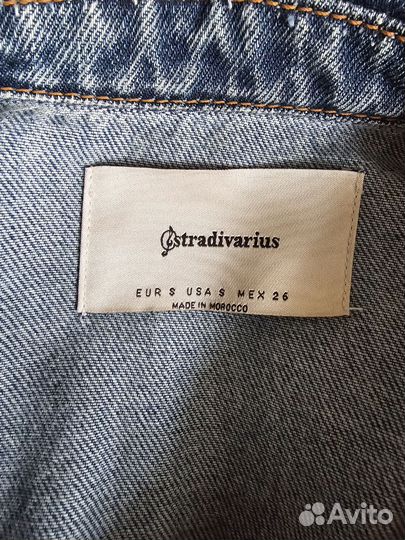 stradivarius
EUR S USA S MEX 26
MADE IN MOROCCO
Avito